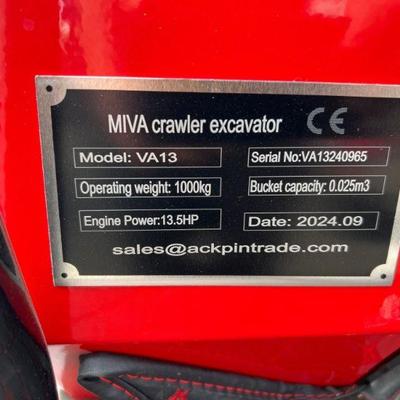 MIVA crawler excavator CE
Model: VA13 Serial No:VA13240965
Operating weight: 1000kg Bucket capacity: 0.025m3
Engine Power:13.5HP Date: 2024.09
sales@ackpintrade.com